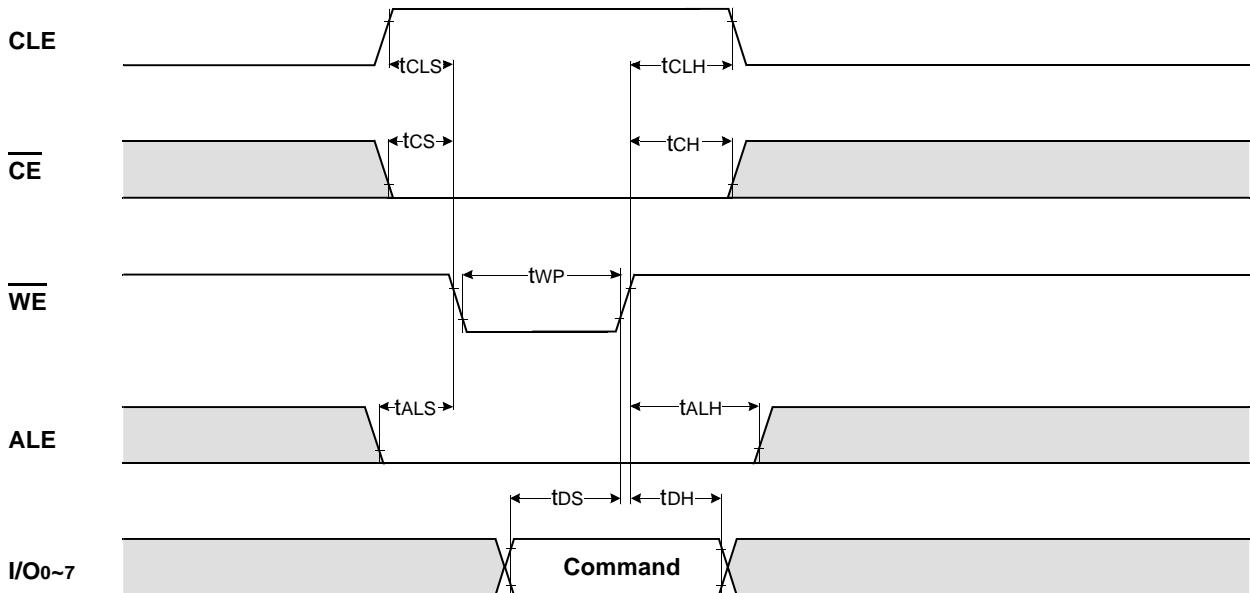 CLE
tCLS
tCLH
CE
tCS
tCH
WE
tWP
ALE
tALS
tALH
tDS
tDH
I/O0~7
Command